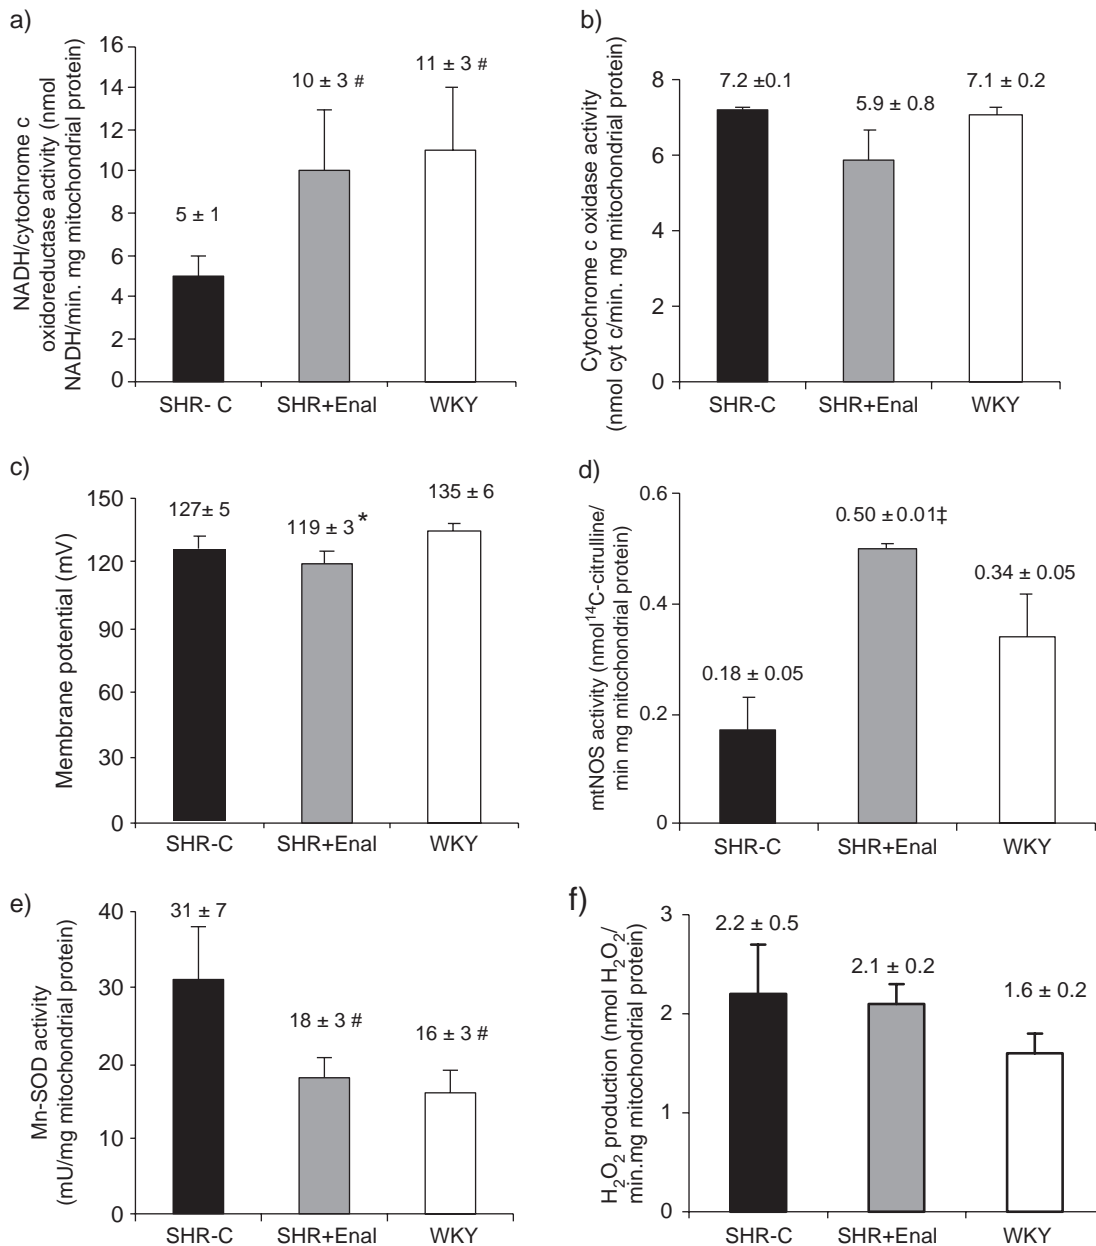 a)
NADH/cytochrome c
oxidoreductase activity (nmol
NADH/min. mg mitochondrial protein)
16
14
12
10
8
6
4
2
0
5 ± 1
10 ± 3 #
11 ± 3 #
SHR- C
SHR+Enal
WKY
b)
Cytochrome c oxidase activity
(nmol cyt c/min. mg mitochondrial protein)
8
6
4
2
0
7.2 ±0.1
5.9 ± 0.8
7.1 ± 0.2
SHR-C
SHR+Enal
WKY
c)
Membrane potential (mV)
150
120
90
60
30
0
127± 5
119 ± 3 *
135 ± 6
SHR-C
SHR+Enal
WKY
d)
mtNOS activity (nmol¹⁴C-citrulline/
min mg mitochondrial protein)
0.6
0.4
0.2
0
0.18 ± 0.05
0.50 ± 0.01‡
0.34 ± 0.05
SHR-C
SHR+Enal
WKY
e)
Mn-SOD activity
(mU/mg mitochondrial protein)
40
30
20
10
0
31 ± 7
18 ± 3 #
16 ± 3 #
SHR-C
SHR+Enal
WKY
f)
H₂O₂ production (nmol H₂O₂/
min.mg mitochondrial protein)
3
2
1
0
2.2 ± 0.5
2.1 ± 0.2
1.6 ± 0.2
SHR-C
SHR+Enal
WKY